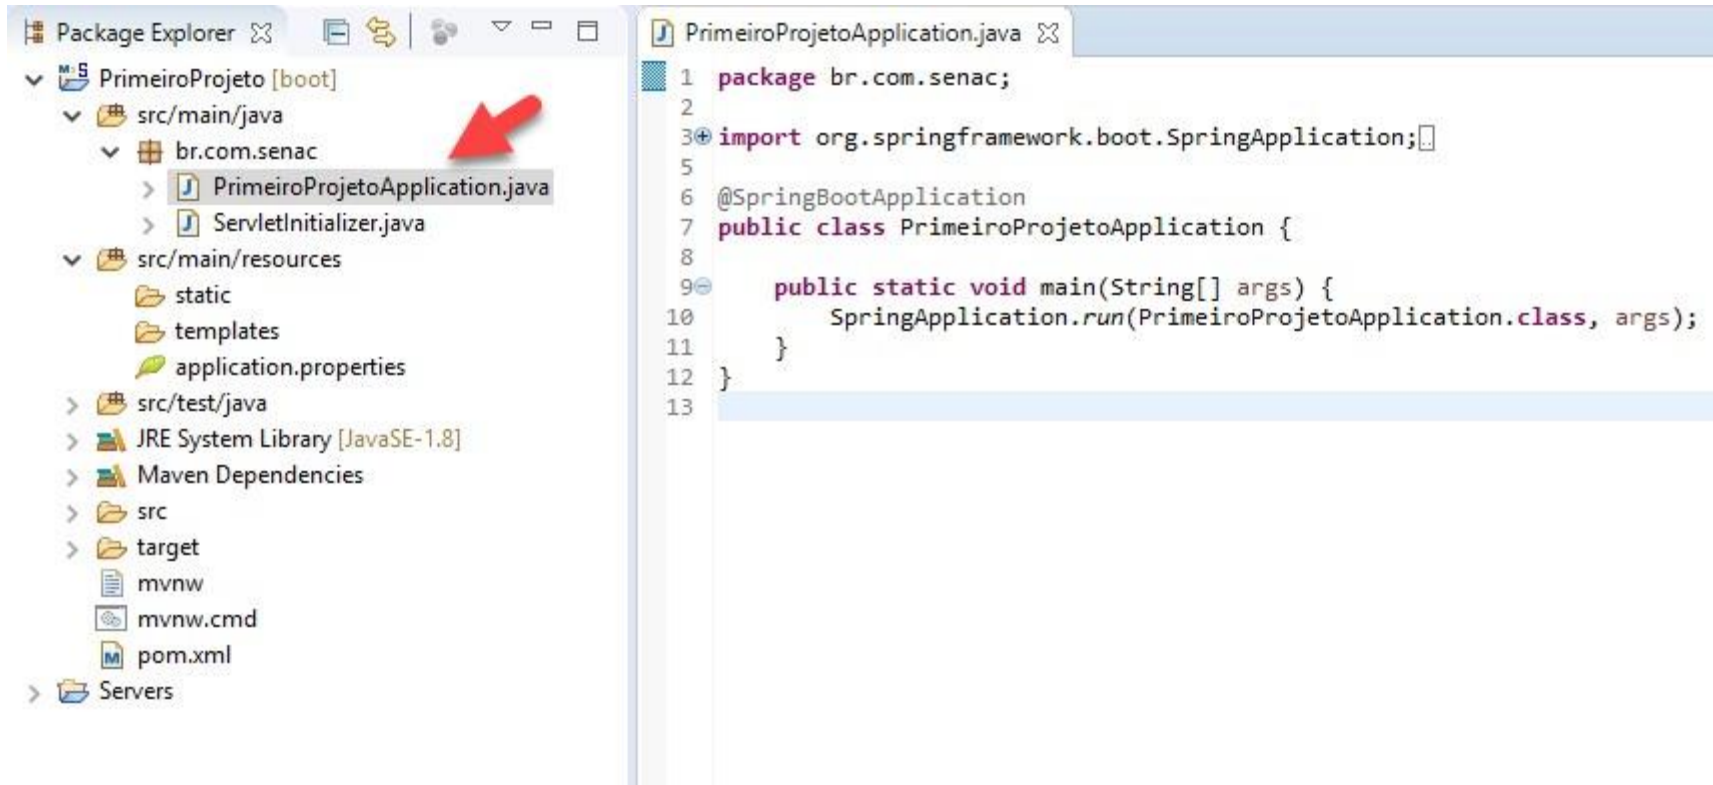 Package Explorer
PrimeiroProjeto [boot]
src/main/java
br.com.senac
PrimeiroProjetoApplication.java
ServletInitializer.java
src/main/resources
static
templates
application.properties
src/test/java
JRE System Library [JavaSE-1.8]
Maven Dependencies
src
target
mvnw
mvnw.cmd
pom.xml
Servers
PrimeiroProjetoApplication.java
1 package br.com.senac;
2
3 import org.springframework.boot.SpringApplication;
5
6 @SpringBootApplication
7 public class PrimeiroProjetoApplication {
8
9 public static void main(String[] args) {
10 SpringApplication.run(PrimeiroProjetoApplication.class, args);
11 }
12 }
13